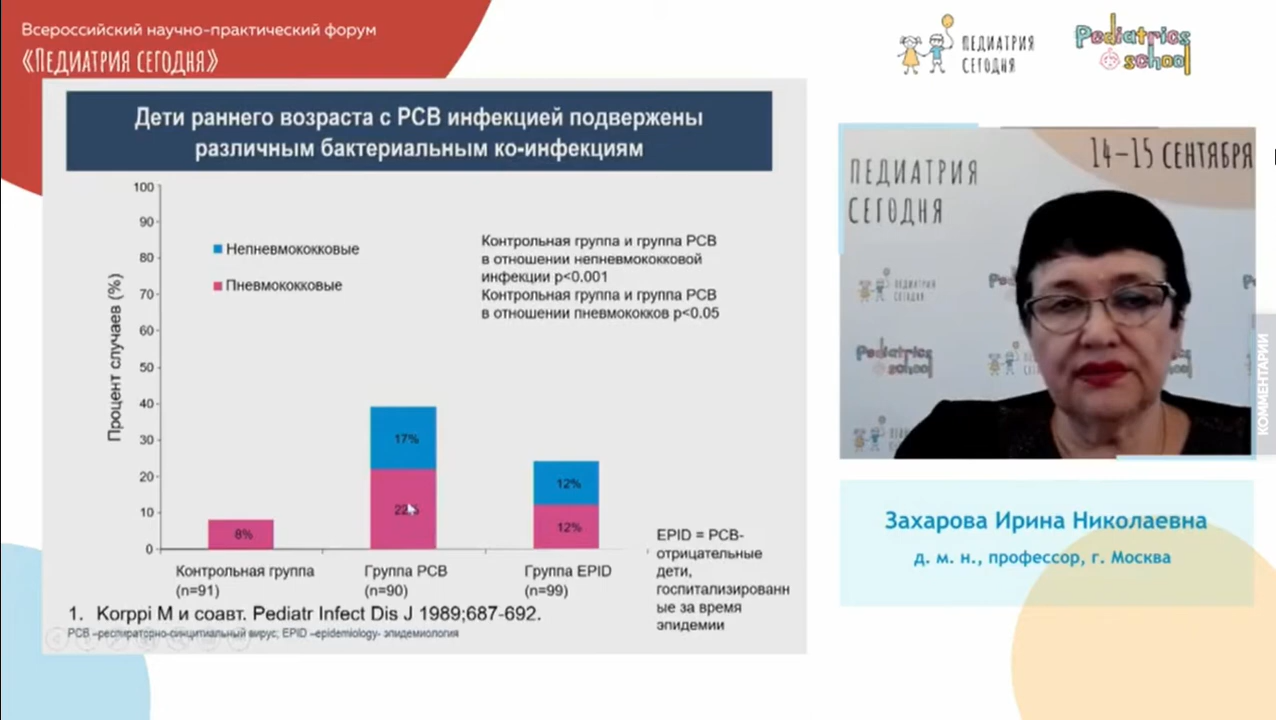 Всероссийский научно-практический форум
«ПЕДИАТРИЯ СЕГОДНЯ»
ПЕДИАТРИЯ
СЕГОДНЯ
Pediatrics
school
Дети раннего возраста с РСВ инфекцией подвержены
различным бактериальным ко-инфекциям
Процент случаев (%)
100
90
80
70
60
50
40
30
20
10
0
Непневмококковые
Пневмококковые
Контрольная группа и группа РСВ
в отношении непневмококковой
инфекции p<0.001
Контрольная группа и группа РСВ
в отношении пневмококков p<0.05
8%
17%
22%
12%
12%
Контрольная группа
(n=91)
Группа РСВ
(n=90)
Группа EPID
(n=99)
EPID = РСВ-
отрицательные
дети,
госпитализированн
ые за время
эпидемии
1. Korppi M и соавт. Pediatr Infect Dis J 1989;687-692.
РСВ –респираторно-синцитиальный вирус; EPID –epidemiology- эпидемиология
14–15 СЕНТЯБРЯ
ПЕДИАТРИЯ
СЕГОДНЯ
ПЕДИАТРИЯ
СЕГОДНЯ
Pediatrics
school
КОММЕНТАРИИ
Захарова Ирина Николаевна
д. м. н., профессор, г. Москва